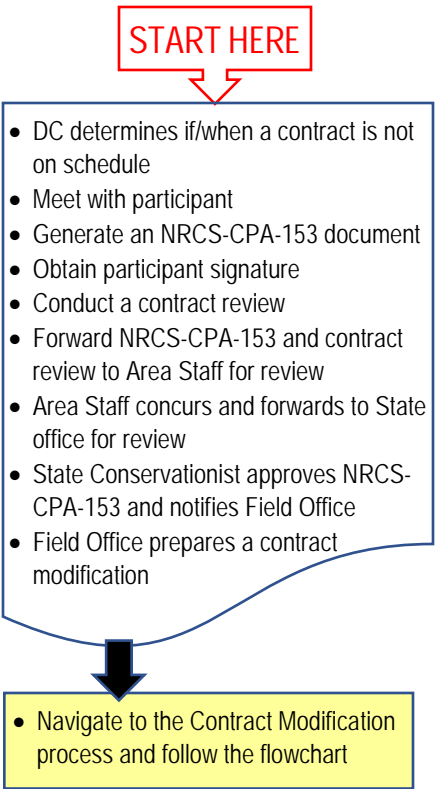 START HERE
• DC determines if/when a contract is not
on schedule
• Meet with participant
• Generate an NRCS-CPA-153 document
• Obtain participant signature
• Conduct a contract review
• Forward NRCS-CPA-153 and contract
review to Area Staff for review
• Area Staff concurs and forwards to State
office for review
• State Conservationist approves NRCS-
CPA-153 and notifies Field Office
• Field Office prepares a contract
modification
• Navigate to the Contract Modification
process and follow the flowchart